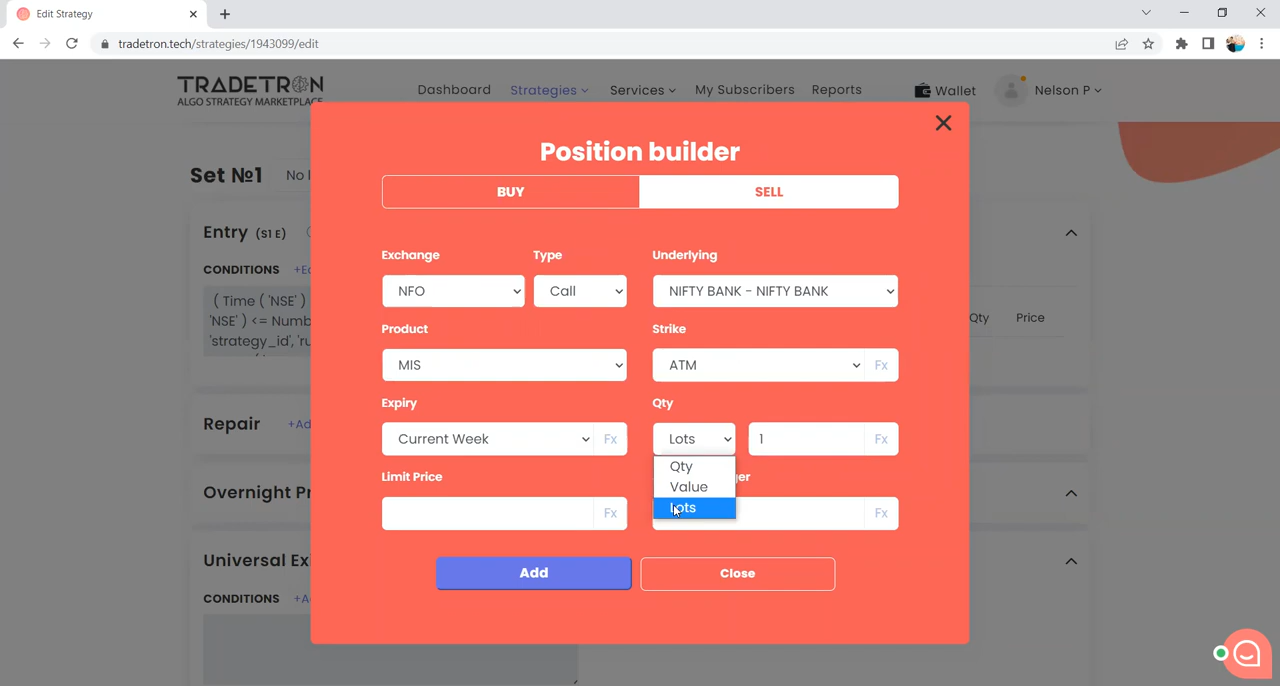 Edit Strategy
tradetron.tech/strategies/1943099/edit
TRADETRON
ALGO STRATEGY MARKETPLACE
Dashboard Strategies Services My Subscribers Reports Wallet Nelson P
Position builder
BUY SELL
Set №1 No
Entry (S1 E)
CONDITIONS
( Time ( 'NSE' )
'NSE' ) <= Numb
'strategy_id', 'ru
Qty Price
Exchange Type Underlying
NFO Call NIFTY BANK - NIFTY BANK
Product Strike
MIS ATM Fx
Expiry Qty
Current Week Fx Lots 1 Fx
Repair +Ad
Qty
Value
Lots
Limit Price
Fx Fx
Overnight Pr
Add Close
Universal Exi
CONDITIONS